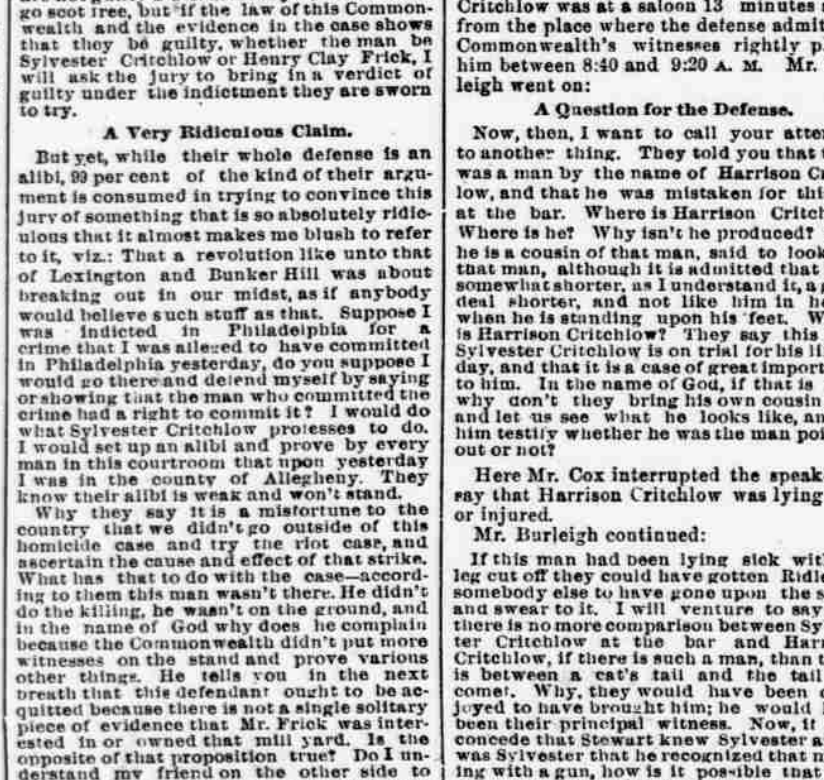 go scot free, but if the law of this Common-
wealth and the evidence in the case shows
that they be guilty, whether the man be
Sylvester Critchlow or Henry Clay Frick, I
will ask the jury to bring in a verdict of
guilty under the indictment they are sworn
to try.
A Very Ridiculous Claim.
But yet, while their whole defense is an
alibi, 99 per cent of the kind of their argu-
ment is consumed in trying to convince this
jury of something that is so absolutely ridic-
ulous that it almost makes me blush to refer
to it, viz.: That a revolution like unto that
of Lexington and Bunker Hill was about
breaking out in our midst, as if anybody
would believe such stuff as that. Suppose I
was indicted in Philadelphia for a
crime that I was alleged to have committed
in Philadelphia yesterday, do you suppose I
would go there and defend myself by saying
or showing that the man who committed the
crime had a right to commit it? I would do
what Sylvester Critchlow professes to do.
I would set up an alibi and prove by every
man in this courtroom that upon yesterday
I was in the county of Allegheny. They
know their alibi is weak and won't stand.
Why they say it is a misfortune to the
country that we didn't go outside of this
homicide case and try the riot case, and
ascertain the cause and effect of that strike.
What has that to do with the case—accord-
ing to them this man wasn't there. He didn't
do the killing, he wasn't on the ground, and
in the name of God why does he complain
because the Commonwealth didn't put more
witnesses on the stand and prove various
other things. He tells you in the next
breath that this defendant ought to be ac-
quitted because there is not a single solitary
piece of evidence that Mr. Frick was inter-
ested in or owned that mill yard. Is the
opposite of that proposition true? Do I un-
derstand my friend on the other side to
Critchlow was at a saloon 13 minutes
from the place where the defense admit
Commonwealth's witnesses rightly p
him between 8:40 and 9:20 A. M. Mr.
leigh went on:
A Question for the Defense.
Now, then, I want to call your atte
to another thing. They told you that
was a man by the name of Harrison Cr
low, and that he was mistaken for thi
at the bar. Where is Harrison Critch
Where is he? Why isn't he produced?
he is a cousin of that man, said to look
that man, although it is admitted that
somewhat shorter, as I understand it, a g
deal shorter, and not like him in he
when he is standing upon his feet. W
is Harrison Critchlow? They say this
Sylvester Critchlow is on trial for his li
day, and that it is a case of great import
to him. In the name of God, if that is
why don't they bring his own cousin
and let us see what he looks like, an
him testify whether he was the man poi
out or not?
Here Mr. Cox interrupted the speak
say that Harrison Critchlow was lying
or injured.
Mr. Burleigh continued:
If this man had been lying sick wit
leg cut off they could have gotten Ridle
somebody else to have gone upon the s
and swear to it. I will venture to say
there is no more comparison between Sy
ter Critchlow at the bar and Harr
Critchlow, if there is such a man, than t
is between a cat's tail and the tail
comet. Why, they would have been
joyed to have brought him; he would
been their principal witness. Now, if
concede that Stewart knew Sylvester a
was Sylvester that he recognized that m
ing with a gun, how is it possible that